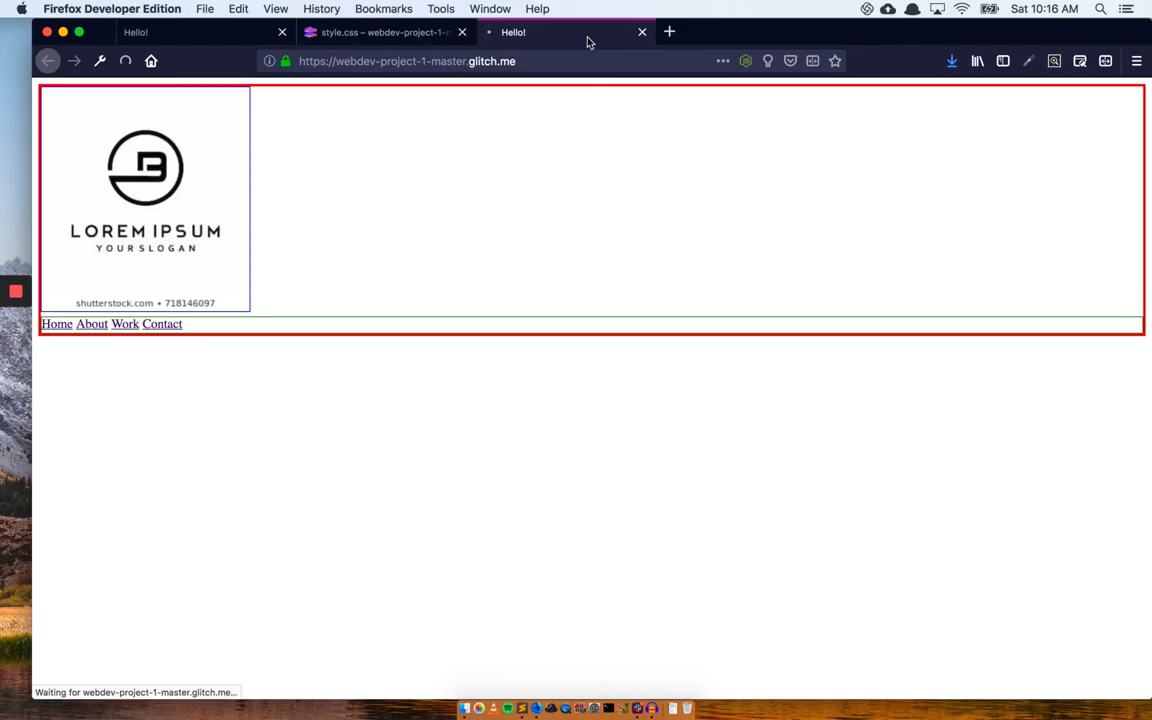 Firefox Developer Edition File Edit View History Bookmarks Tools Window Help Sat 10:16 AM
Hello! style.css – webdev-project-1-m Hello!
https://webdev-project-1-master.glitch.me
B
LOREM IPSUM
YOUR SLOGAN
shutterstock.com • 718146097
Home About Work Contact
Waiting for webdev-project-1-master.glitch.me...